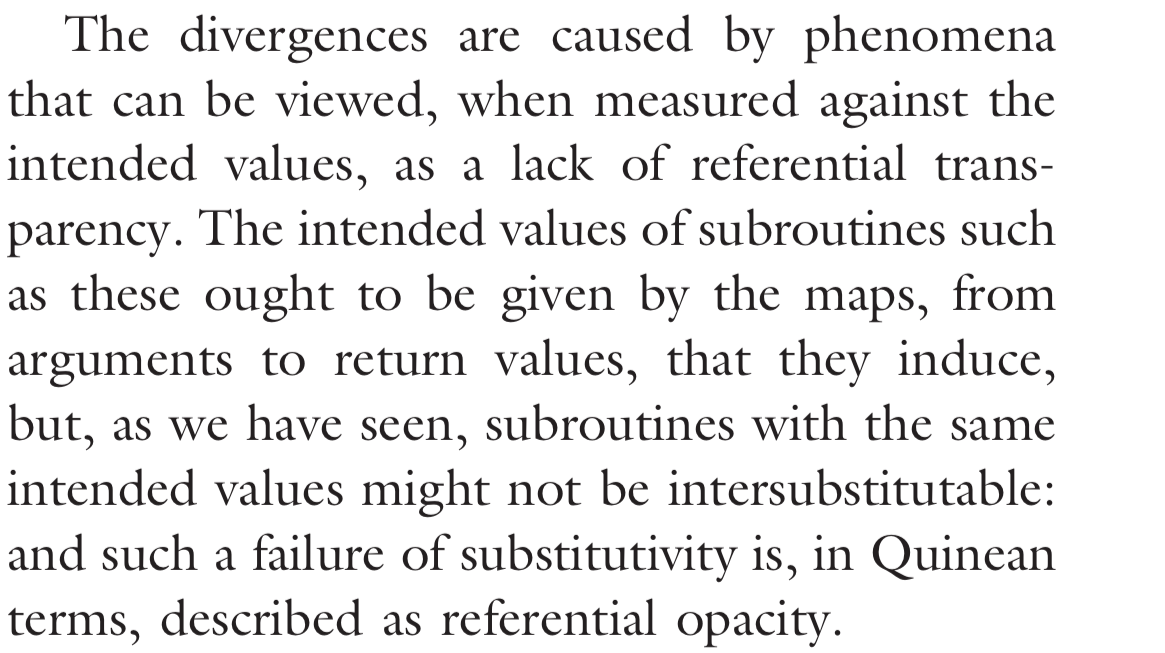 The divergences are caused by phenomena
that can be viewed, when measured against the
intended values, as a lack of referential trans-
parency. The intended values of subroutines such
as these ought to be given by the maps, from
arguments to return values, that they induce,
but, as we have seen, subroutines with the same
intended values might not be intersubstitutable:
and such a failure of substitutivity is, in Quinean
terms, described as referential opacity.